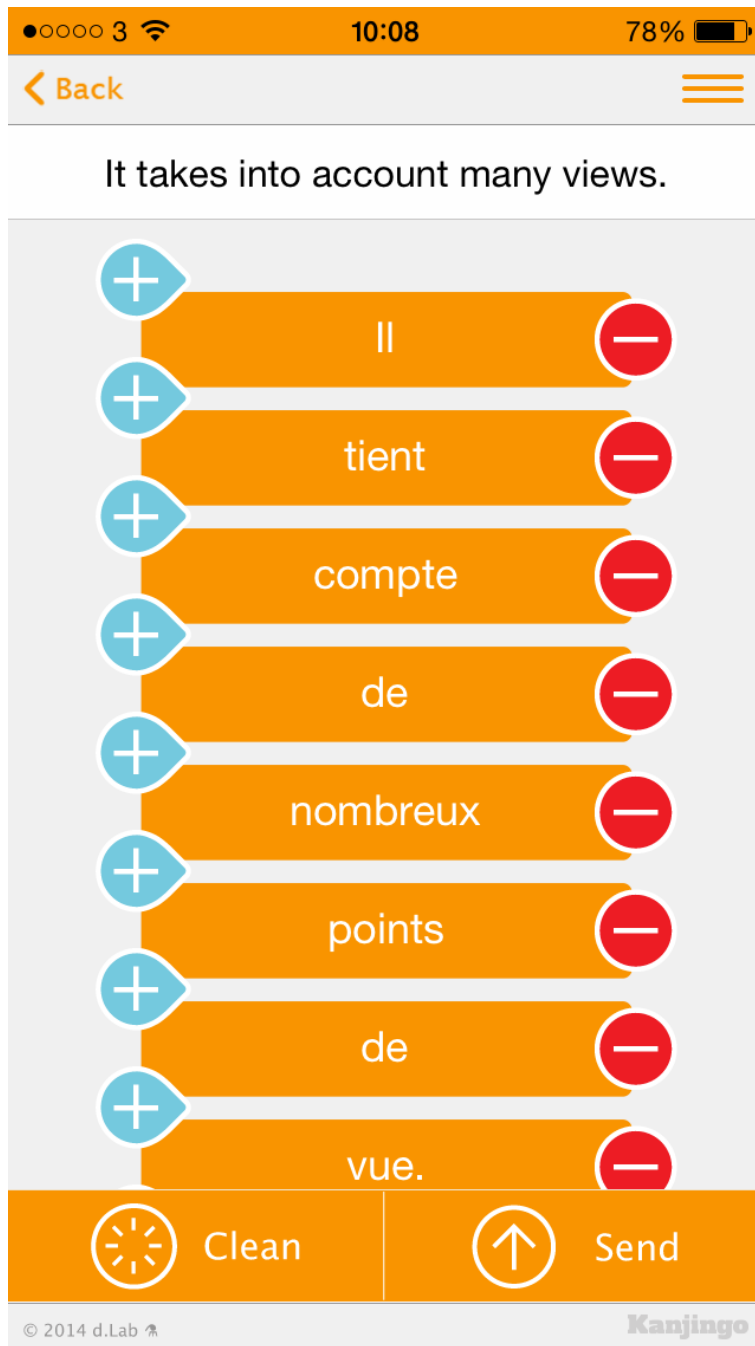 3 10:08 78%
Back
It takes into account many views.
Il
tient
compte
de
nombreux
points
de
vue.
Clean Send
© 2014 d.Lab Kanjingo